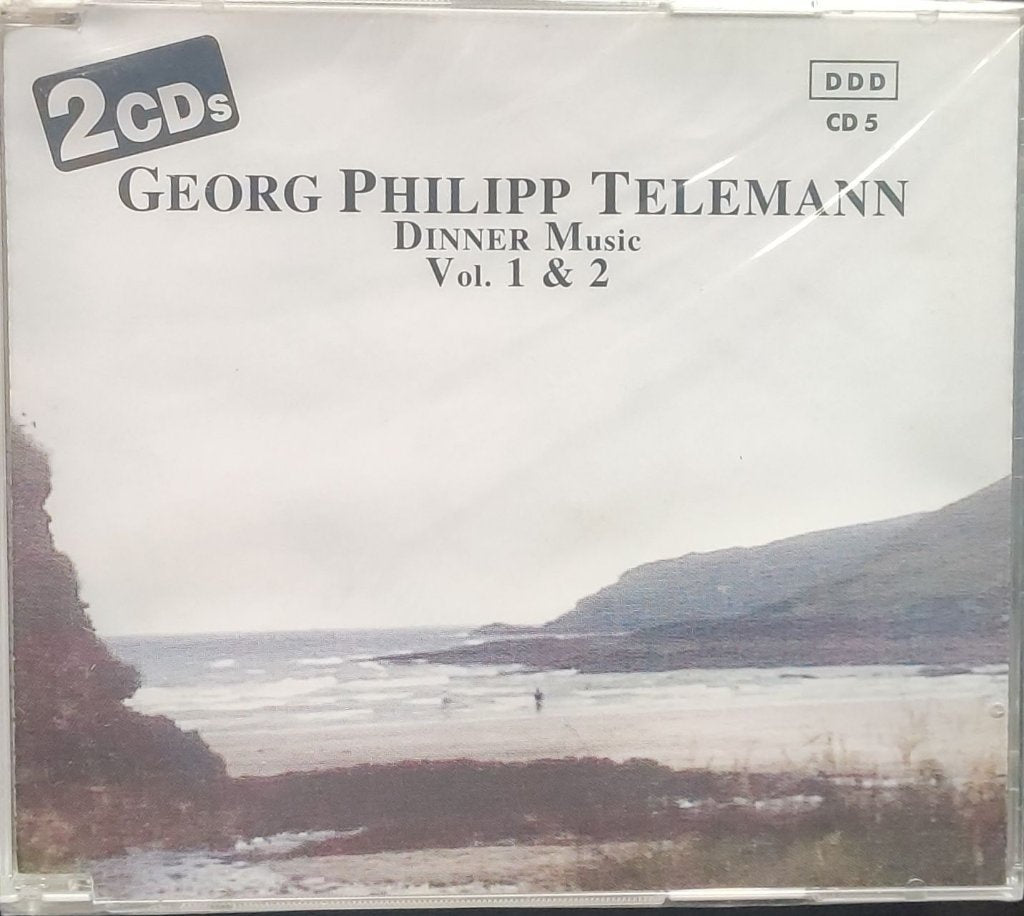 2CDs
DDD
CD 5
GEORG PHILIPP TELEMANN
DINNER Music
Vol. 1 & 2